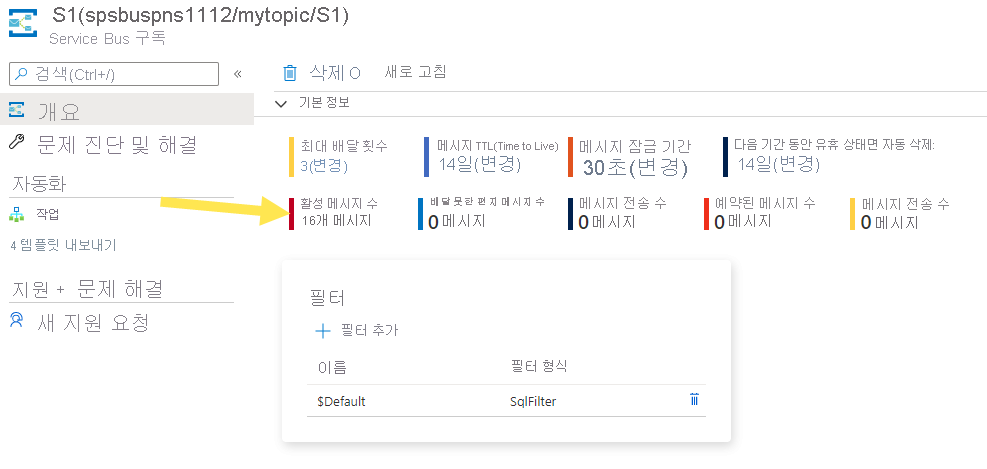 S1(spsbuspns1112/mytopic/S1)
Service Bus 구독
검색(Ctrl+/)
«
삭제 O
새로 고침
개요
기본 정보
문제 진단 및 해결
자동화
작업
4 템플릿 내보내기
지원 + 문제 해결
새 지원 요청
최대 배달 횟수
3(변경)
메시지 TTL(Time to Live)
14일(변경)
메시지 잠금 기간
30초(변경)
다음 기간 동안 유휴 상태면 자동 삭제:
14일(변경)
활성 메시지 수
16개 메시지
배달 못한 편지 메시지 수
0 메시지
메시지 전송 수
0 메시지
예약된 메시지 수
0 메시지
메시지 전송 수
0 메시지
필터
필터 추가
이름
필터 형식
$Default
SqlFilter